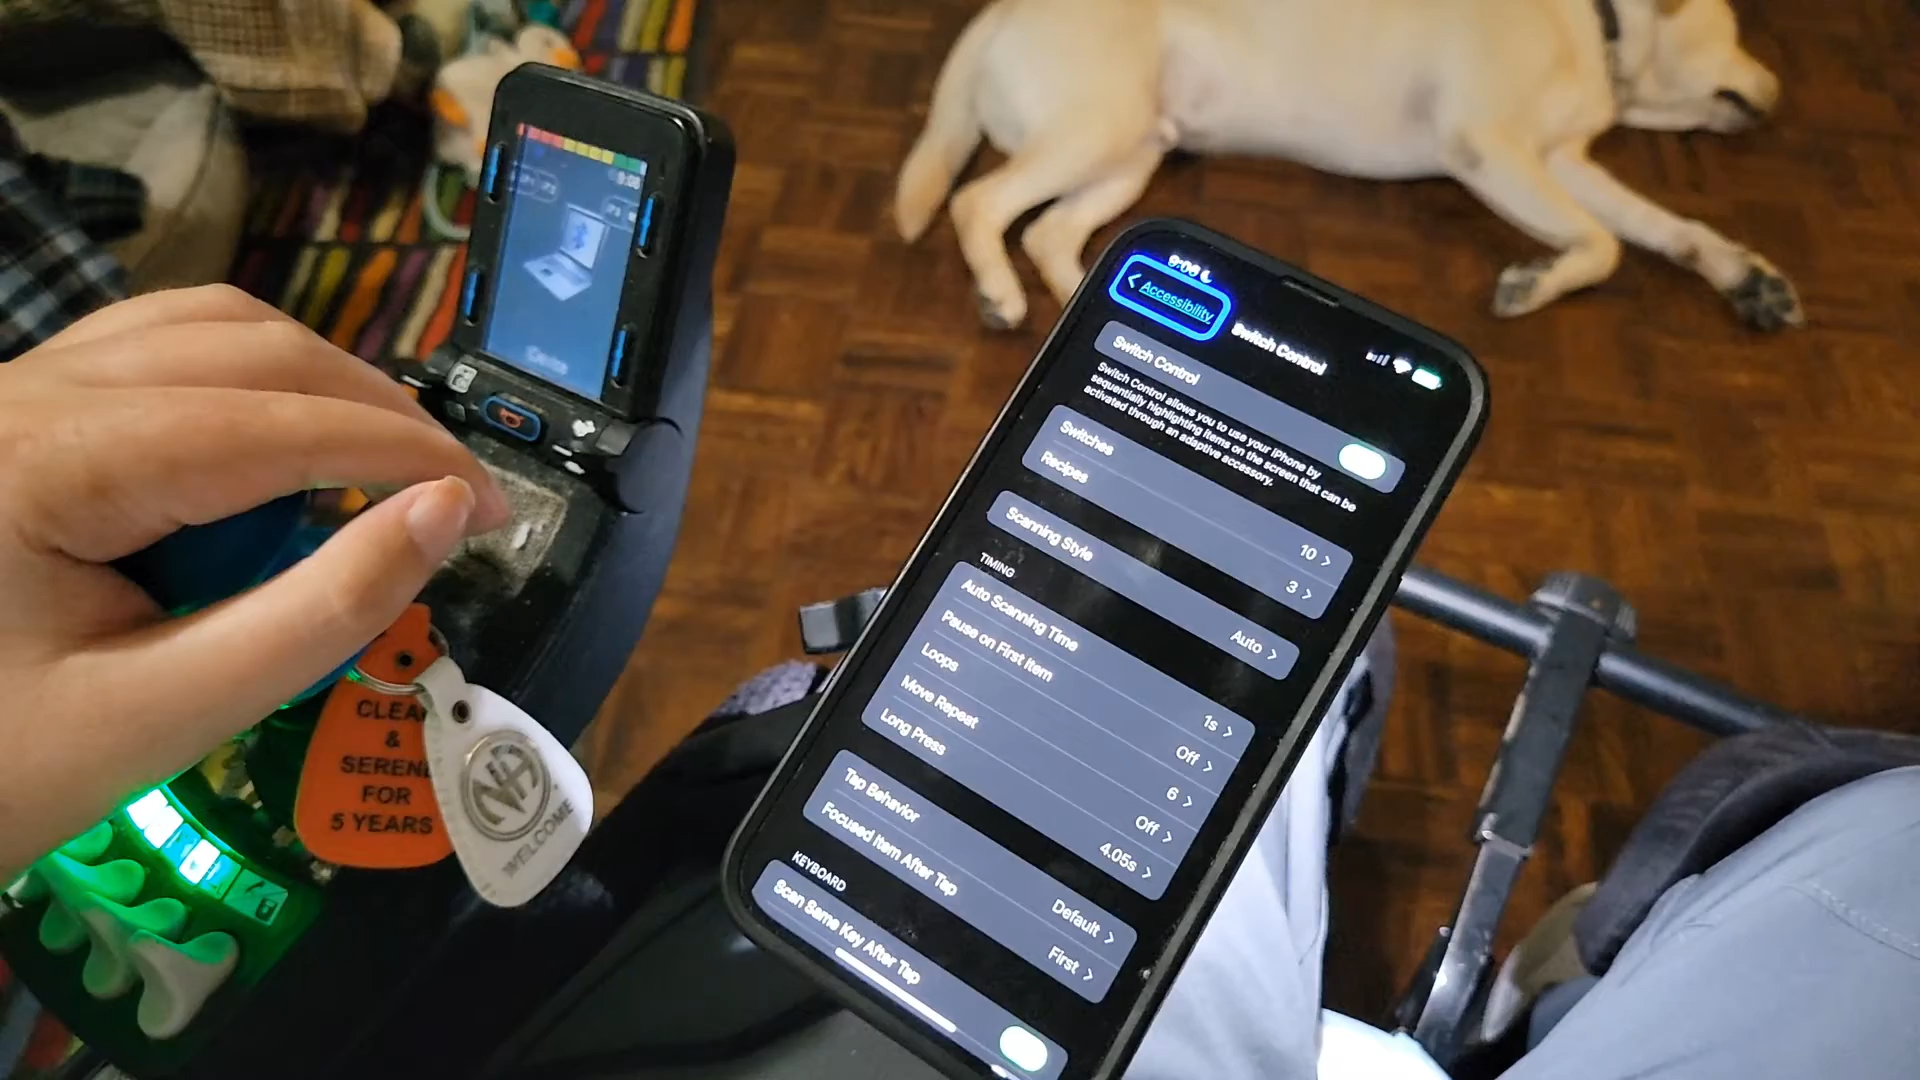 9:06
Accessibility
Switch Control
Switch Control
Switch Control allows you to use your iPhone by
sequentially highlighting items on the screen that can be
activated through an adaptive accessory.
Switches
10
Recipes
3
Scanning Style
Auto
TIMING
Auto Scanning Time
1s
Pause on First Item
Off
Loops
6
Move Repeat
Off
Long Press
4.05s
Tap Behavior
Default
Focused Item After Tap
First
KEYBOARD
Scan Same Key After Tap
CLEA
&
SEREN
FOR
5 YEARS
NA
WELCOME